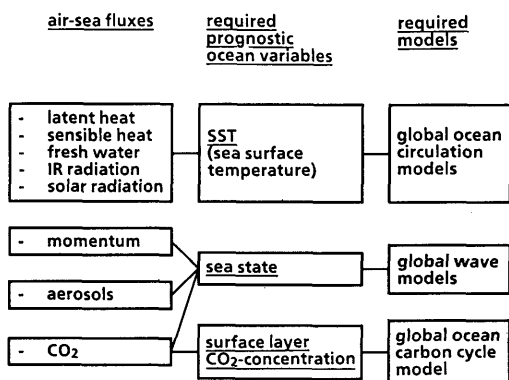 air-sea fluxes
required
prognostic
ocean variables
required
models
- latent heat
- sensible heat
- fresh water
- IR radiation
- solar radiation
SST
(sea surface
temperature)
global ocean
circulation
models
- momentum
- aerosols
- CO₂
sea state
global wave
models
surface layer
CO₂-concentration
global ocean
carbon cycle
model